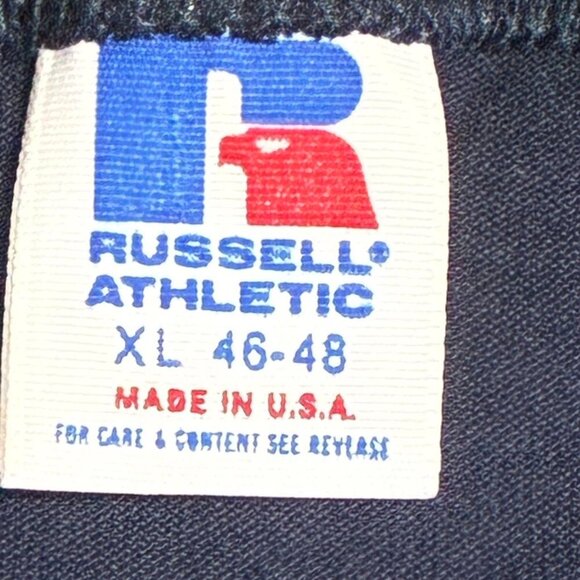 RUSSELL®
ATHLETIC
XL 46-48
MADE IN U.S.A.
FOR CARE & CONTENT SEE REVERSE